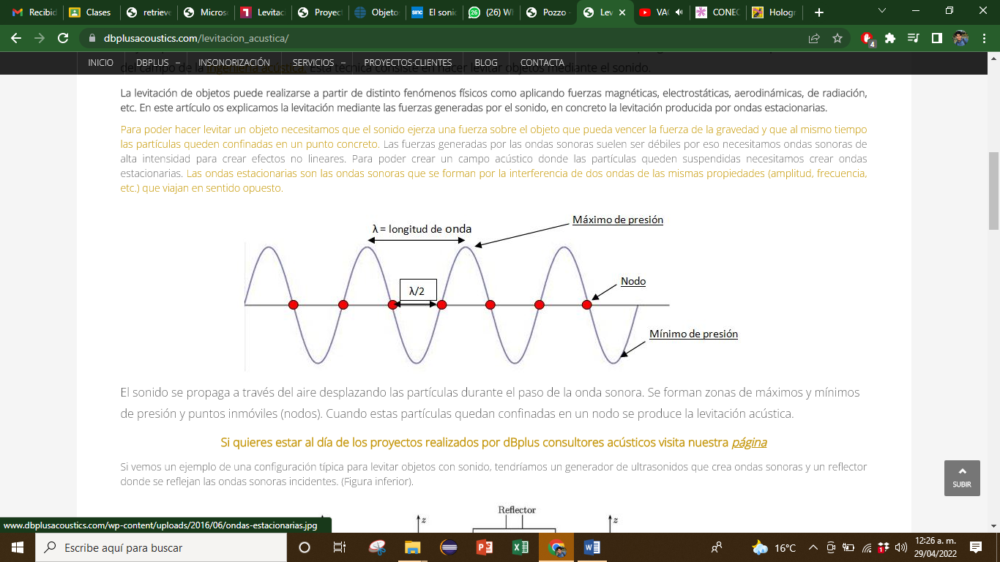 Recibid
Clases
retrieve
Micros
Levitac
Proyec
Objeto
sinc
El soni
26
(26) W
Pozzo -
Lev
VA
CONEC
Hologr
dbplusacoustics.com/levitacion_acustica/
4
INICIO DBPLUS INSONORIZACIÓN SERVICIOS PROYECTOS-CLIENTES BLOG CONTACTA
del campo de la ingeniería acústica. Esta técnica consiste en hacer levitar objetos mediante el sonido.
La levitación de objetos puede realizarse a partir de distinto fenómenos físicos como aplicando fuerzas magnéticas, electrostáticas, aerodinámicas, de radiación,
etc. En este artículo os explicamos la levitación mediante las fuerzas generadas por el sonido, en concreto la levitación producida por ondas estacionarias.
Para poder hacer levitar un objeto necesitamos que el sonido ejerza una fuerza sobre el objeto que pueda vencer la fuerza de la gravedad y que al mismo tiempo
las partículas queden confinadas en un punto concreto. Las fuerzas generadas por las ondas sonoras suelen ser débiles por eso necesitamos ondas sonoras de
alta intensidad para crear efectos no lineares. Para poder crear un campo acústico donde las partículas queden suspendidas necesitamos crear ondas
estacionarias. Las ondas estacionarias son las ondas sonoras que se forman por la interferencia de dos ondas de las mismas propiedades (amplitud, frecuencia,
etc.) que viajan en sentido opuesto.
Máximo de presión
λ = longitud de onda
Nodo
λ/2
Mínimo de presión
El sonido se propaga a través del aire desplazando las partículas durante el paso de la onda sonora. Se forman zonas de máximos y mínimos
de presión y puntos inmóviles (nodos). Cuando estas partículas quedan confinadas en un nodo se produce la levitación acústica.
Si quieres estar al día de los proyectos realizados por dBplus consultores acústicos visita nuestra página
Si vemos un ejemplo de una configuración típica para levitar objetos con sonido, tendríamos un generador de ultrasonidos que crea ondas sonoras y un reflector
donde se reflejan las ondas sonoras incidentes. (Figura inferior).
SUBIR
Reflector
z
z
www.dbplusacoustics.com/wp-content/uploads/2016/06/ondas-estacionarias.jpg
Escribe aquí para buscar
16°C
12:26 a. m.
29/04/2022